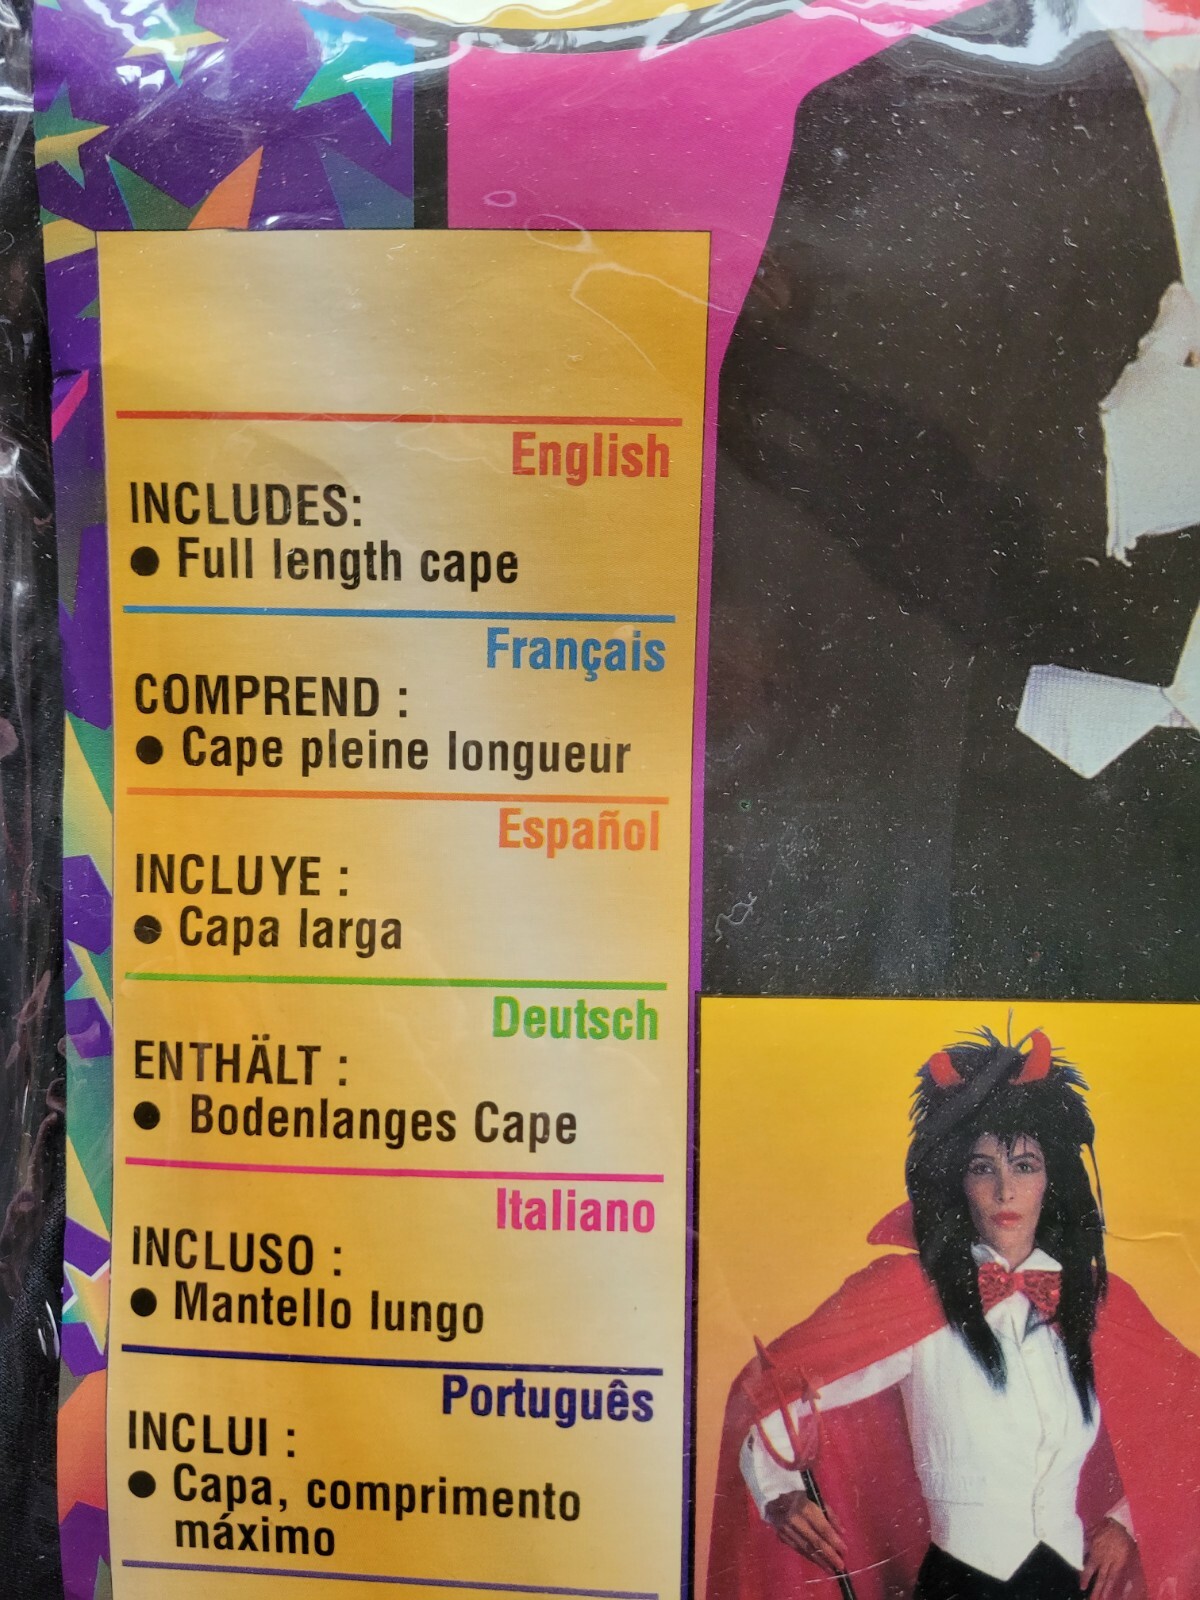 English
INCLUDES:
● Full length cape
Français
COMPREND :
● Cape pleine longueur
Español
INCLUYE :
● Capa larga
Deutsch
ENTHÄLT :
● Bodenlanges Cape
Italiano
INCLUSO :
● Mantello lungo
Português
INCLUI :
● Capa, comprimento
máximo